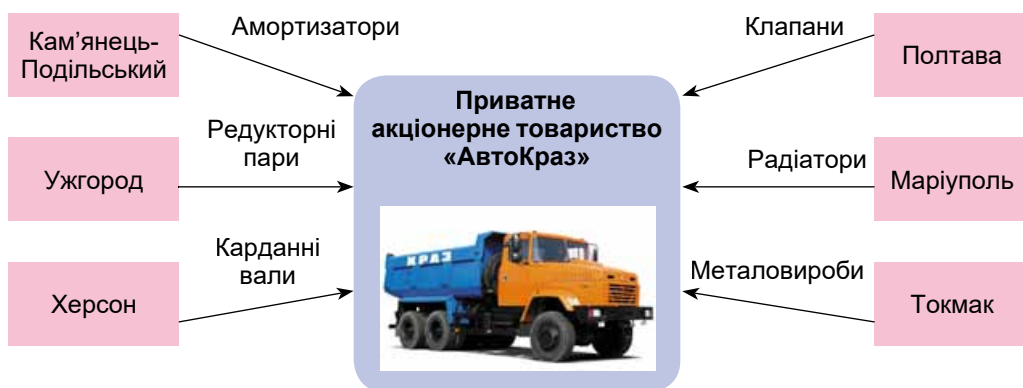 Кам’янець-
Подільський
Амортизатори
Клапани
Полтава
Приватне
акціонерне товариство
«АвтоКраз»
Редукторні
пари
Ужгород
Радіатори
Маріуполь
Карданні
вали
Херсон
КРАЗ
Металовироби
Токмак